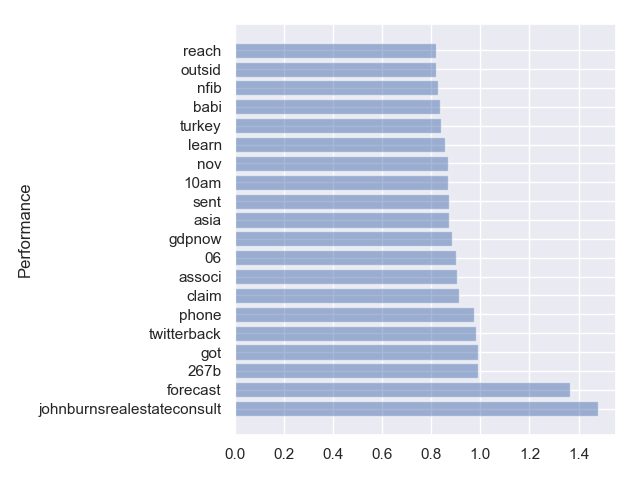 reach
outsid
nfib
babi
turkey
learn
nov
10am
sent
asia
gdpnow
06
associ
claim
phone
twitterback
got
267b
forecast
johnburnsrealestateconsult
Performance
0.0 0.2 0.4 0.6 0.8 1.0 1.2 1.4